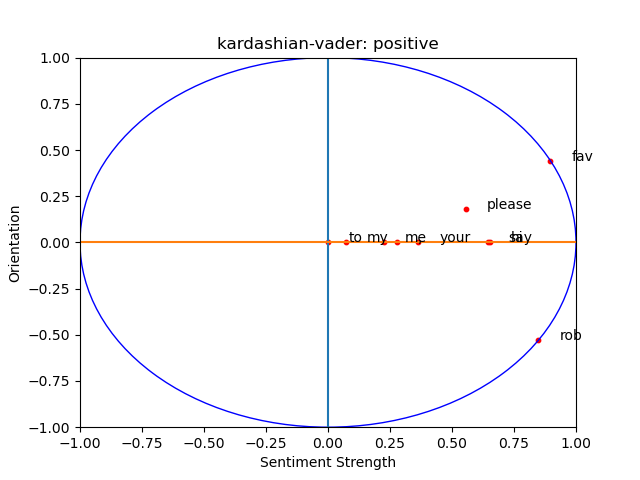 kardashian-vader: positive
1.00
0.75
0.50
0.25
0.00
−0.25
−0.50
−0.75
−1.00
Orientation
fav
please
to my me your say
rob
−1.00 −0.75 −0.50 −0.25 0.00 0.25 0.50 0.75 1.00
Sentiment Strength